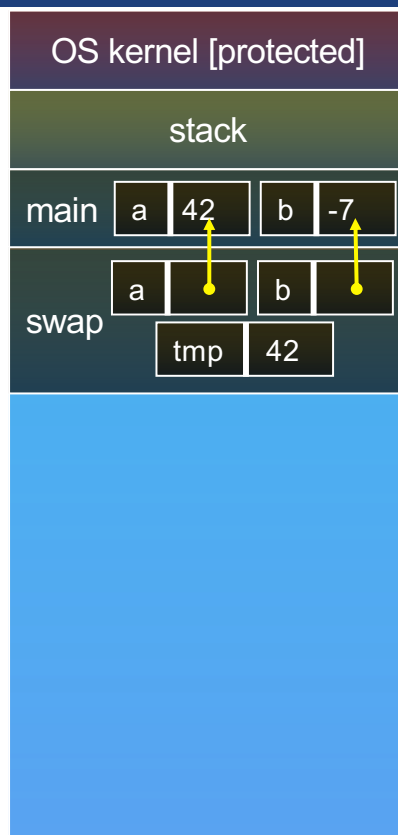 OS kernel [protected]
stack
main a 42 b -7
a b
swap
tmp 42